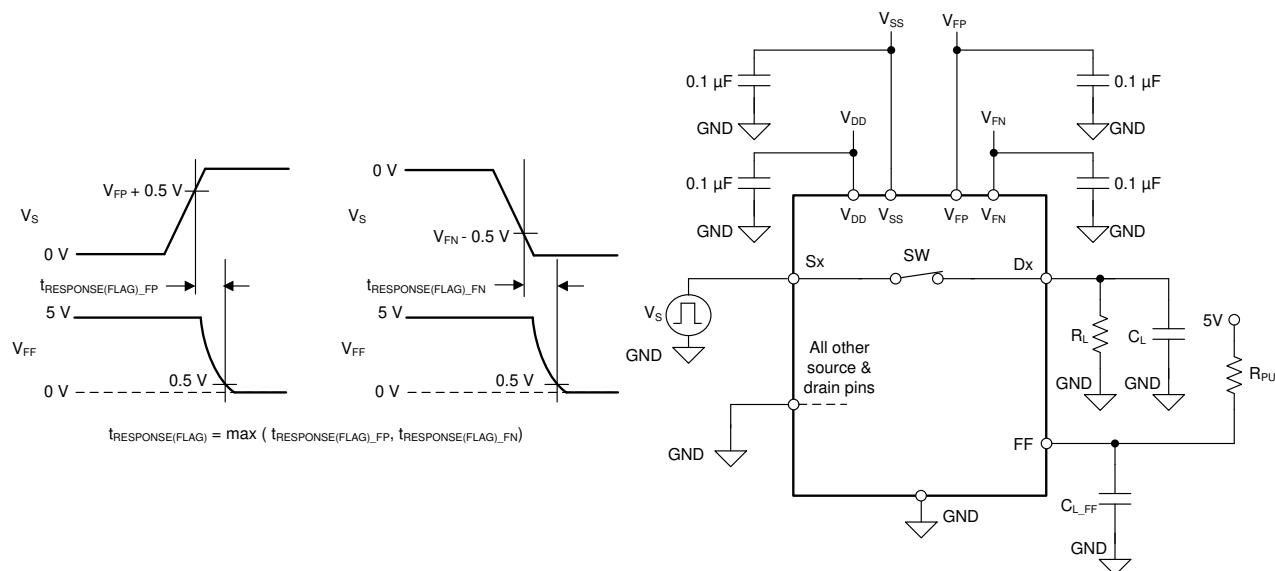 V_FP + 0.5 V
V_S
0 V
t_RESPONSE(FLAG)_FP
5 V
V_FF
0.5 V
0 V
0 V
V_S
V_FN - 0.5 V
t_RESPONSE(FLAG)_FN
5 V
V_FF
0.5 V
0 V
t_RESPONSE(FLAG) = max ( t_RESPONSE(FLAG)_FP, t_RESPONSE(FLAG)_FN)
V_SS
V_FP
0.1 µF
GND
0.1 µF
GND
V_DD
V_FN
0.1 µF
GND
0.1 µF
GND
V_DD
V_SS
V_FP
V_FN
Sx
SW
Dx
V_S
GND
All other
source &
drain pins
GND
R_L
GND
C_L
GND
5V
R_PU
FF
C_L_FF
GND
GND